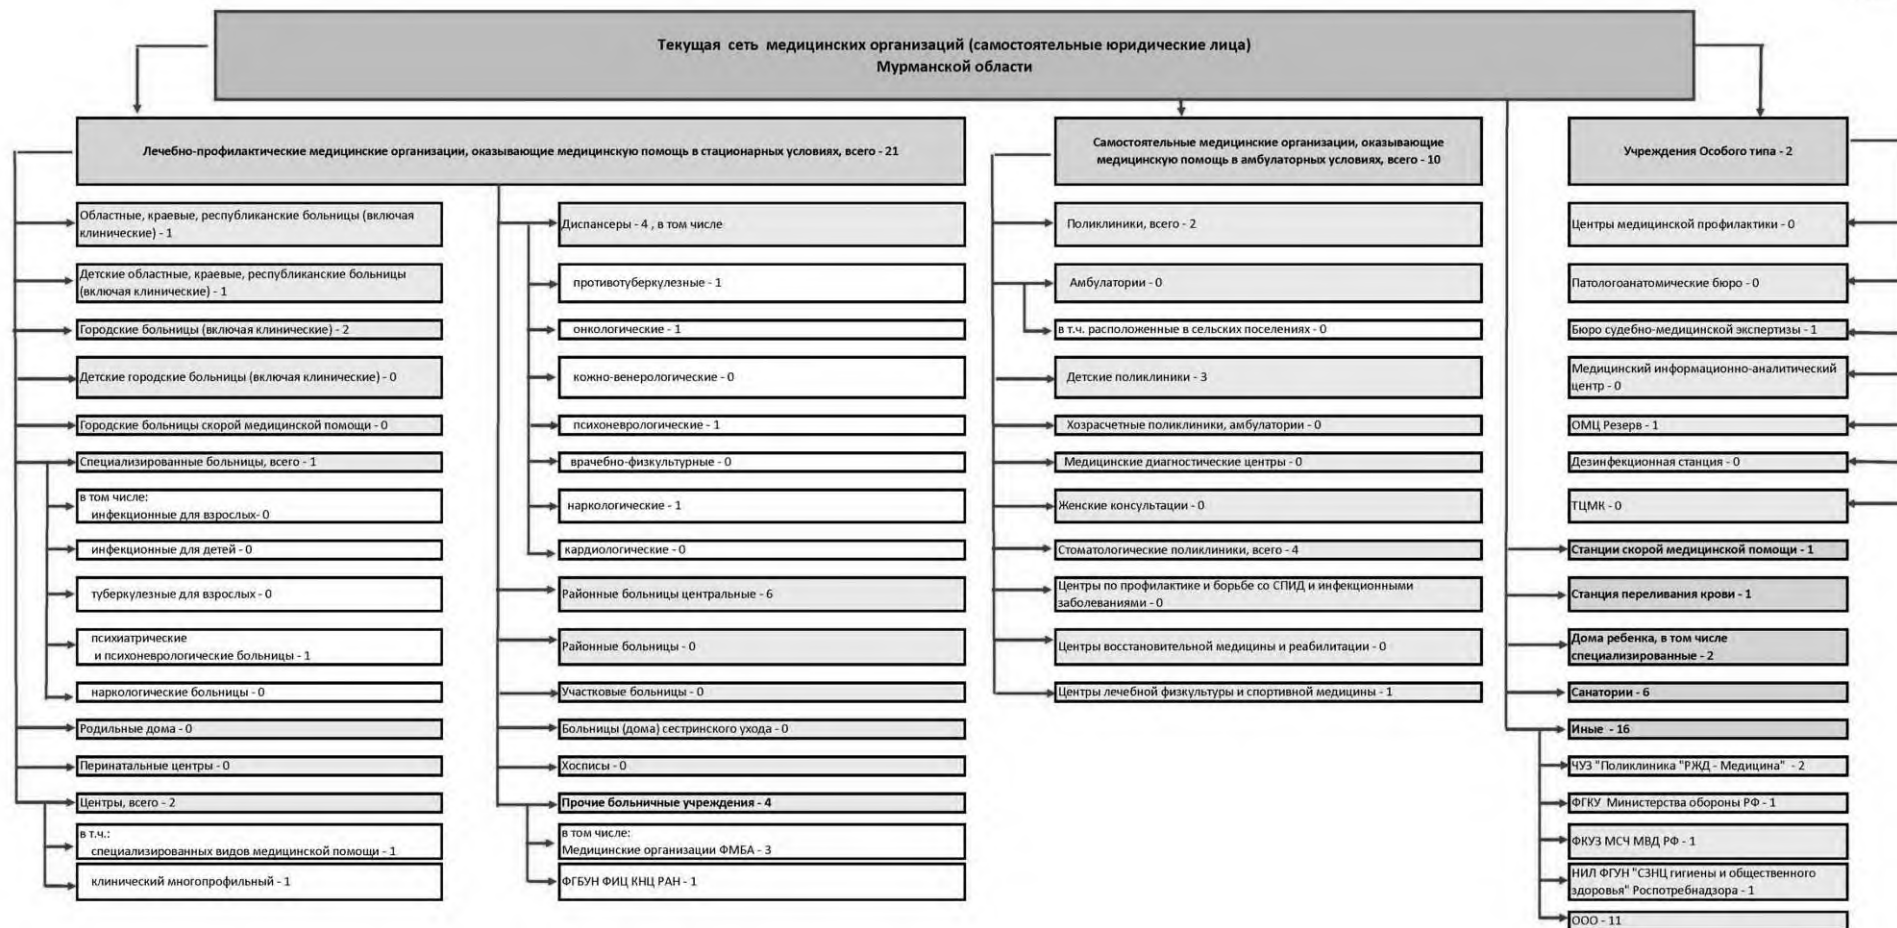 Текущая сеть медицинских организаций (самостоятельные юридические лица)
Мурманской области
Лечебно-профилактические медицинские организации, оказывающие медицинскую помощь в стационарных условиях, всего - 21
Областные, краевые, республиканские больницы (включая
клинические) - 1
Детские областные, краевые, республиканские больницы
(включая клинические) - 1
Городские больницы (включая клинические) - 2
Детские городские больницы (включая клинические) - 0
Городские больницы скорой медицинской помощи - 0
Специализированные больницы, всего - 1
в том числе:
инфекционные для взрослых- 0
инфекционные для детей - 0
туберкулезные для взрослых - 0
психиатрические
и психоневрологические больницы - 1
наркологические больницы - 0
Родильные дома - 0
Перинатальные центры - 0
Центры, всего - 2
в т.ч.:
специализированных видов медицинской помощи - 1
клинический многопрофильный - 1
Диспансеры - 4 , в том числе
противотуберкулезные - 1
онкологические - 1
кожно-венерологические - 0
психоневрологические - 1
врачебно-физкультурные - 0
наркологические - 1
кардиологические - 0
Районные больницы центральные - 6
Районные больницы - 0
Участковые больницы - 0
Больницы (дома) сестринского ухода - 0
Хосписы - 0
Прочие больничные учреждения - 4
в том числе:
Медицинские организации ФМБА - 3
ФГБУН ФИЦ КНЦ РАН - 1
Самостоятельные медицинские организации, оказывающие
медицинскую помощь в амбулаторных условиях, всего - 10
Поликлиники, всего - 2
Амбулатории - 0
в т.ч. расположенные в сельских поселениях - 0
Детские поликлиники - 3
Хозрасчетные поликлиники, амбулатории - 0
Медицинские диагностические центры - 0
Женские консультации - 0
Стоматологические поликлиники, всего - 4
Центры по профилактике и борьбе со СПИД и инфекционными
заболеваниями - 0
Центры восстановительной медицины и реабилитации - 0
Центры лечебной физкультуры и спортивной медицины - 1
Учреждения Особого типа - 2
Центры медицинской профилактики - 0
Патологоанатомические бюро - 0
Бюро судебно-медицинской экспертизы - 1
Медицинский информационно-аналитический
центр - 0
ОМЦ Резерв - 1
Дезинфекционная станция - 0
ТЦМК - 0
Станции скорой медицинской помощи - 1
Станция переливания крови - 1
Дома ребенка, в том числе
специализированные - 2
Санатории - 6
Иные - 16
ЧУЗ "Поликлиника "РЖД - Медицина" - 2
ФГКУ Министерства обороны РФ - 1
ФКУЗ МСЧ МВД РФ - 1
НИЛ ФГУН "СЗНЦ гигиены и общественного
здоровья" Роспотребнадзора - 1
ООО - 11